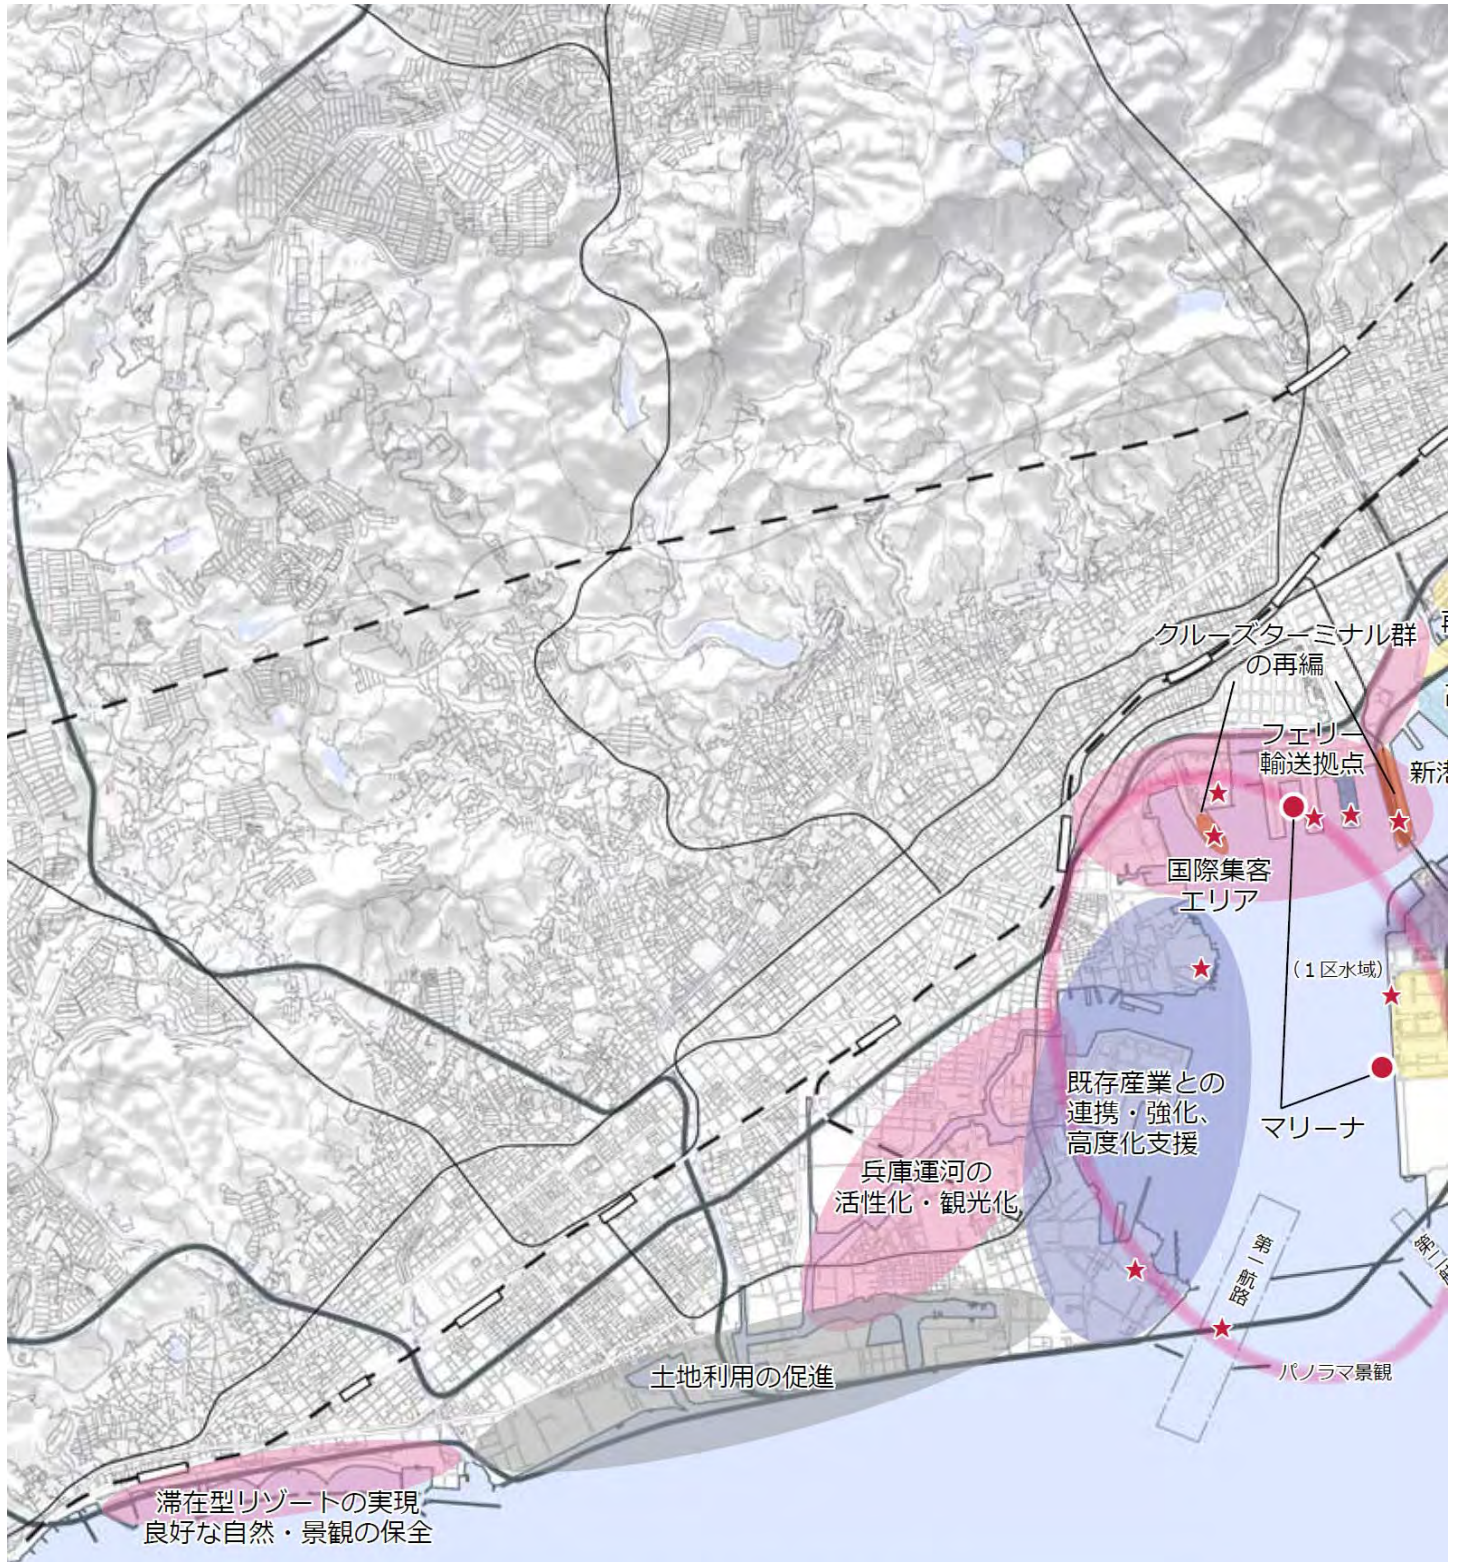 クルーズターミナル群
の再編
フェリー
輸送拠点
新港
国際集客
エリア
（１区水域）
既存産業との
連携・強化、
高度化支援
マリーナ
兵庫運河の
活性化・観光化
第一航路
第二航
パノラマ景観
土地利用の促進
滞在型リゾートの実現
良好な自然・景観の保全